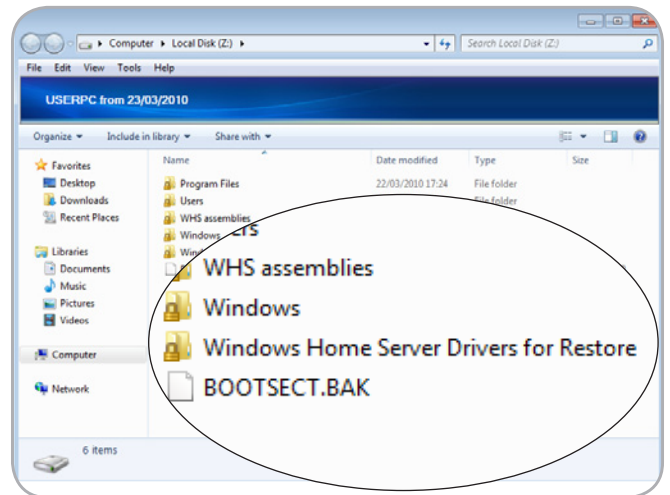 Computer ▸ Local Disk (Z:) ▸
Search Local Disk (Z:)
File Edit View Tools Help
USERPC from 23/03/2010
Organize Include in library Share with
Favorites
Desktop
Downloads
Recent Places
Libraries
Documents
Music
Pictures
Videos
Computer
Network
Name Date modified Type Size
Program Files 22/03/2010 17:24 File folder
Users File folder
WHS assemblies
Windows
WHS assemblies
Windows
Windows Home Server Drivers for Restore
BOOTSECT.BAK
6 items